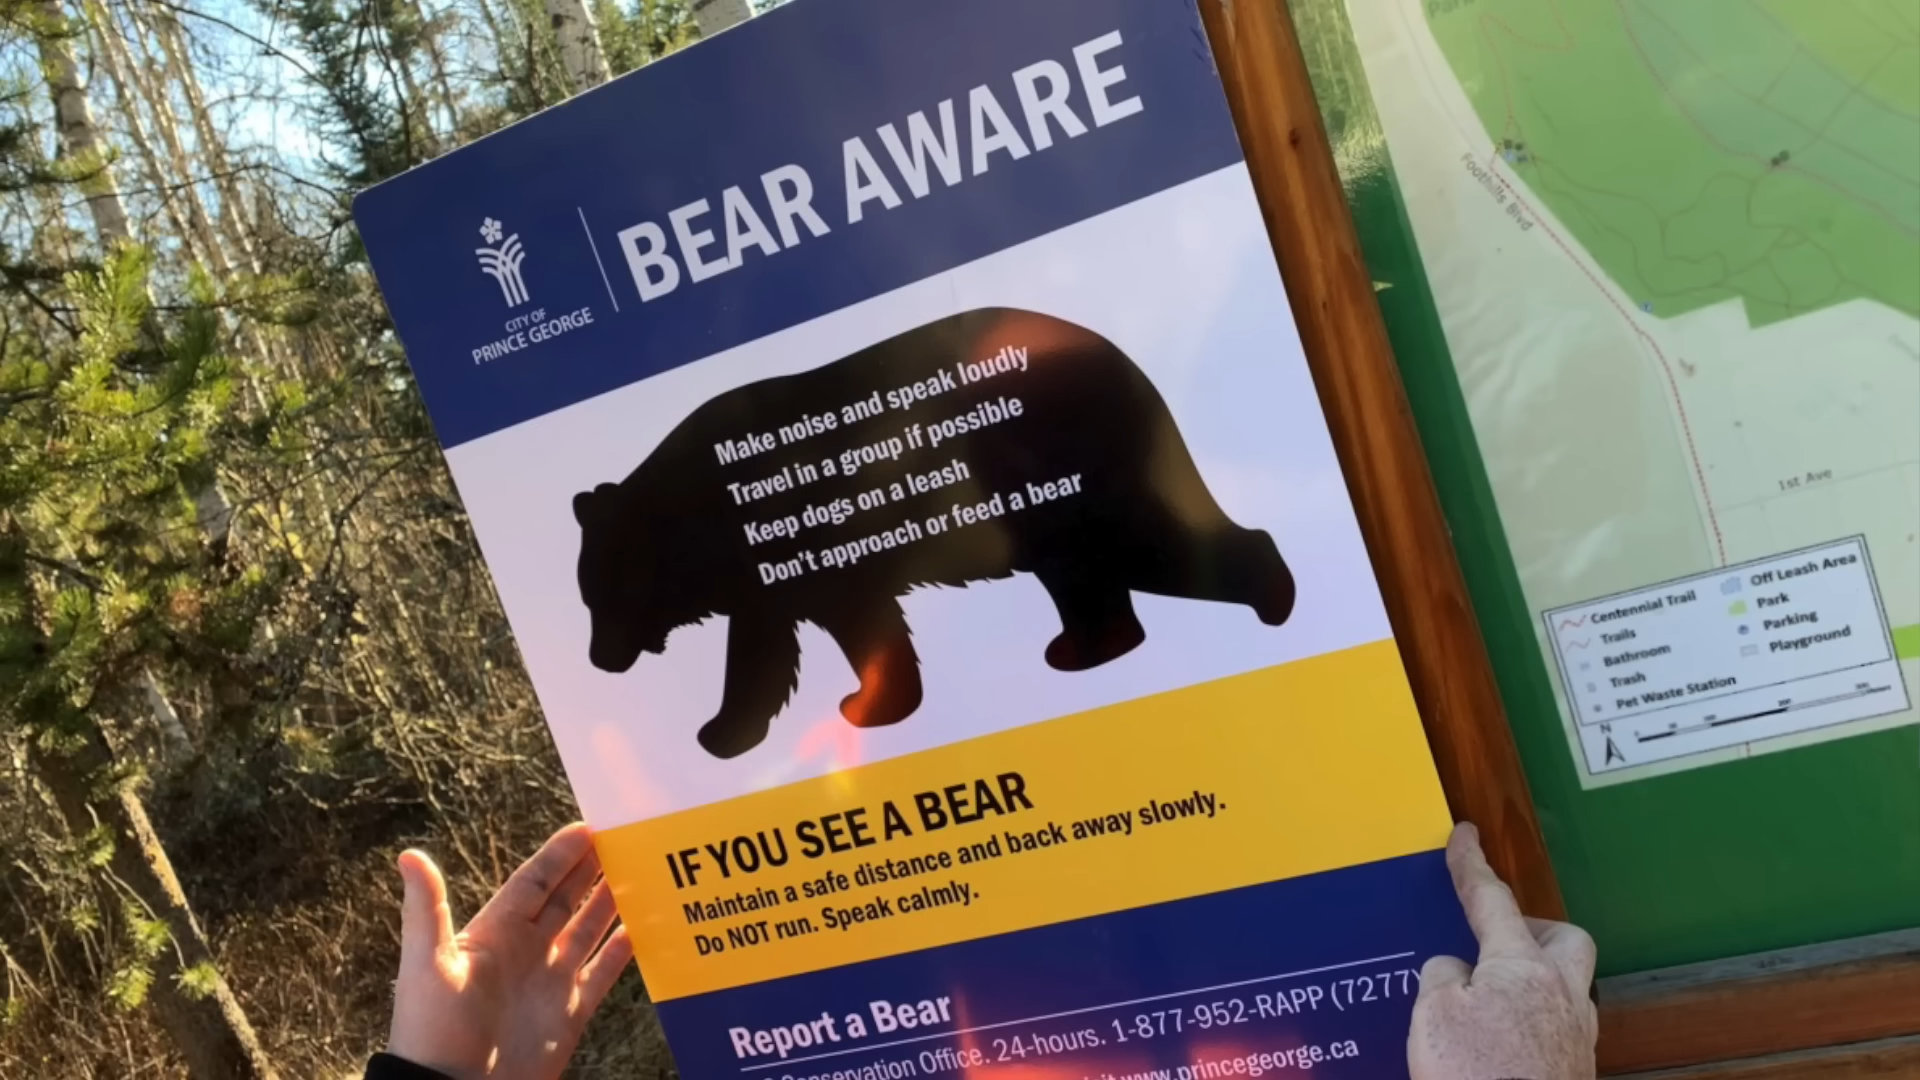 BEAR AWARE
CITY OF
PRINCE GEORGE
Make noise and speak loudly
Travel in a group if possible
Keep dogs on a leash
Don't approach or feed a bear
IF YOU SEE A BEAR
Maintain a safe distance and back away slowly.
Do NOT run. Speak calmly.
Report a Bear
Office. 24-hours. 1-877-952-RAPP (7277)
www.princegeorge.ca
Foothills Blvd
1st Ave
Centennial Trail
Trails
Bathroom
Trash
Pet Waste Station
Off Leash Area
Park
Parking
Playground
N